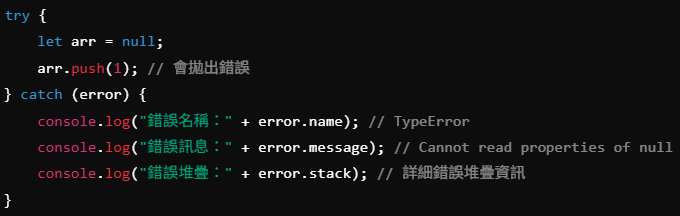 try {
    let arr = null;
    arr.push(1); // 會拋出錯誤
} catch (error) {
    console.log("錯誤名稱：" + error.name); // TypeError
    console.log("錯誤訊息：" + error.message); // Cannot read properties of null
    console.log("錯誤堆疊：" + error.stack); // 詳細錯誤堆疊資訊
}